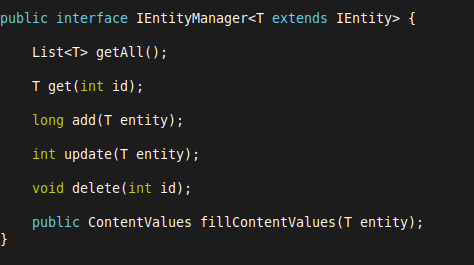 public interface IEntityManager<T extends IEntity> {
List<T> getAll();
T get(int id);
long add(T entity);
int update(T entity);
void delete(int id);
public ContentValues fillContentValues(T entity);
}